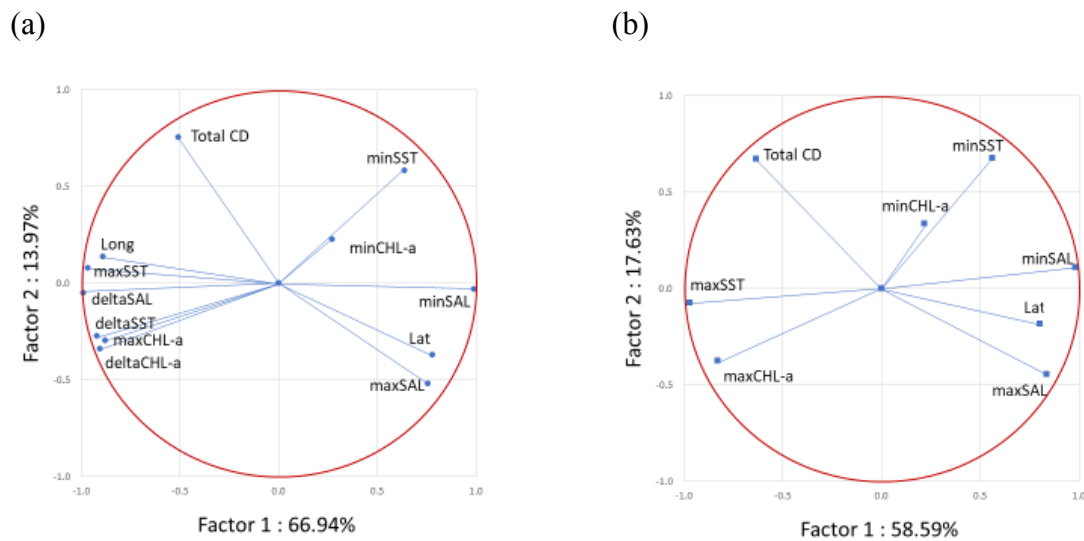 (a)
1.0
Total CD
minSST
0.5
minCHL-a
Long
maxSST
0.0
deltaSAL
minSAL
deltaSST
maxCHL-a
Lat
deltaCHL-a
maxSAL
-0.5
-1.0
-1.0 -0.5 0.0 0.5 1.0
Factor 2 : 13.97%
Factor 1 : 66.94%
(b)
1.0
Total CD
minSST
0.5
minCHL-a
minSAL
maxSST
0.0
Lat
maxCHL-a
maxSAL
-0.5
-1.0
-1.0 -0.5 0.0 0.5 1.0
Factor 2 : 17.63%
Factor 1 : 58.59%